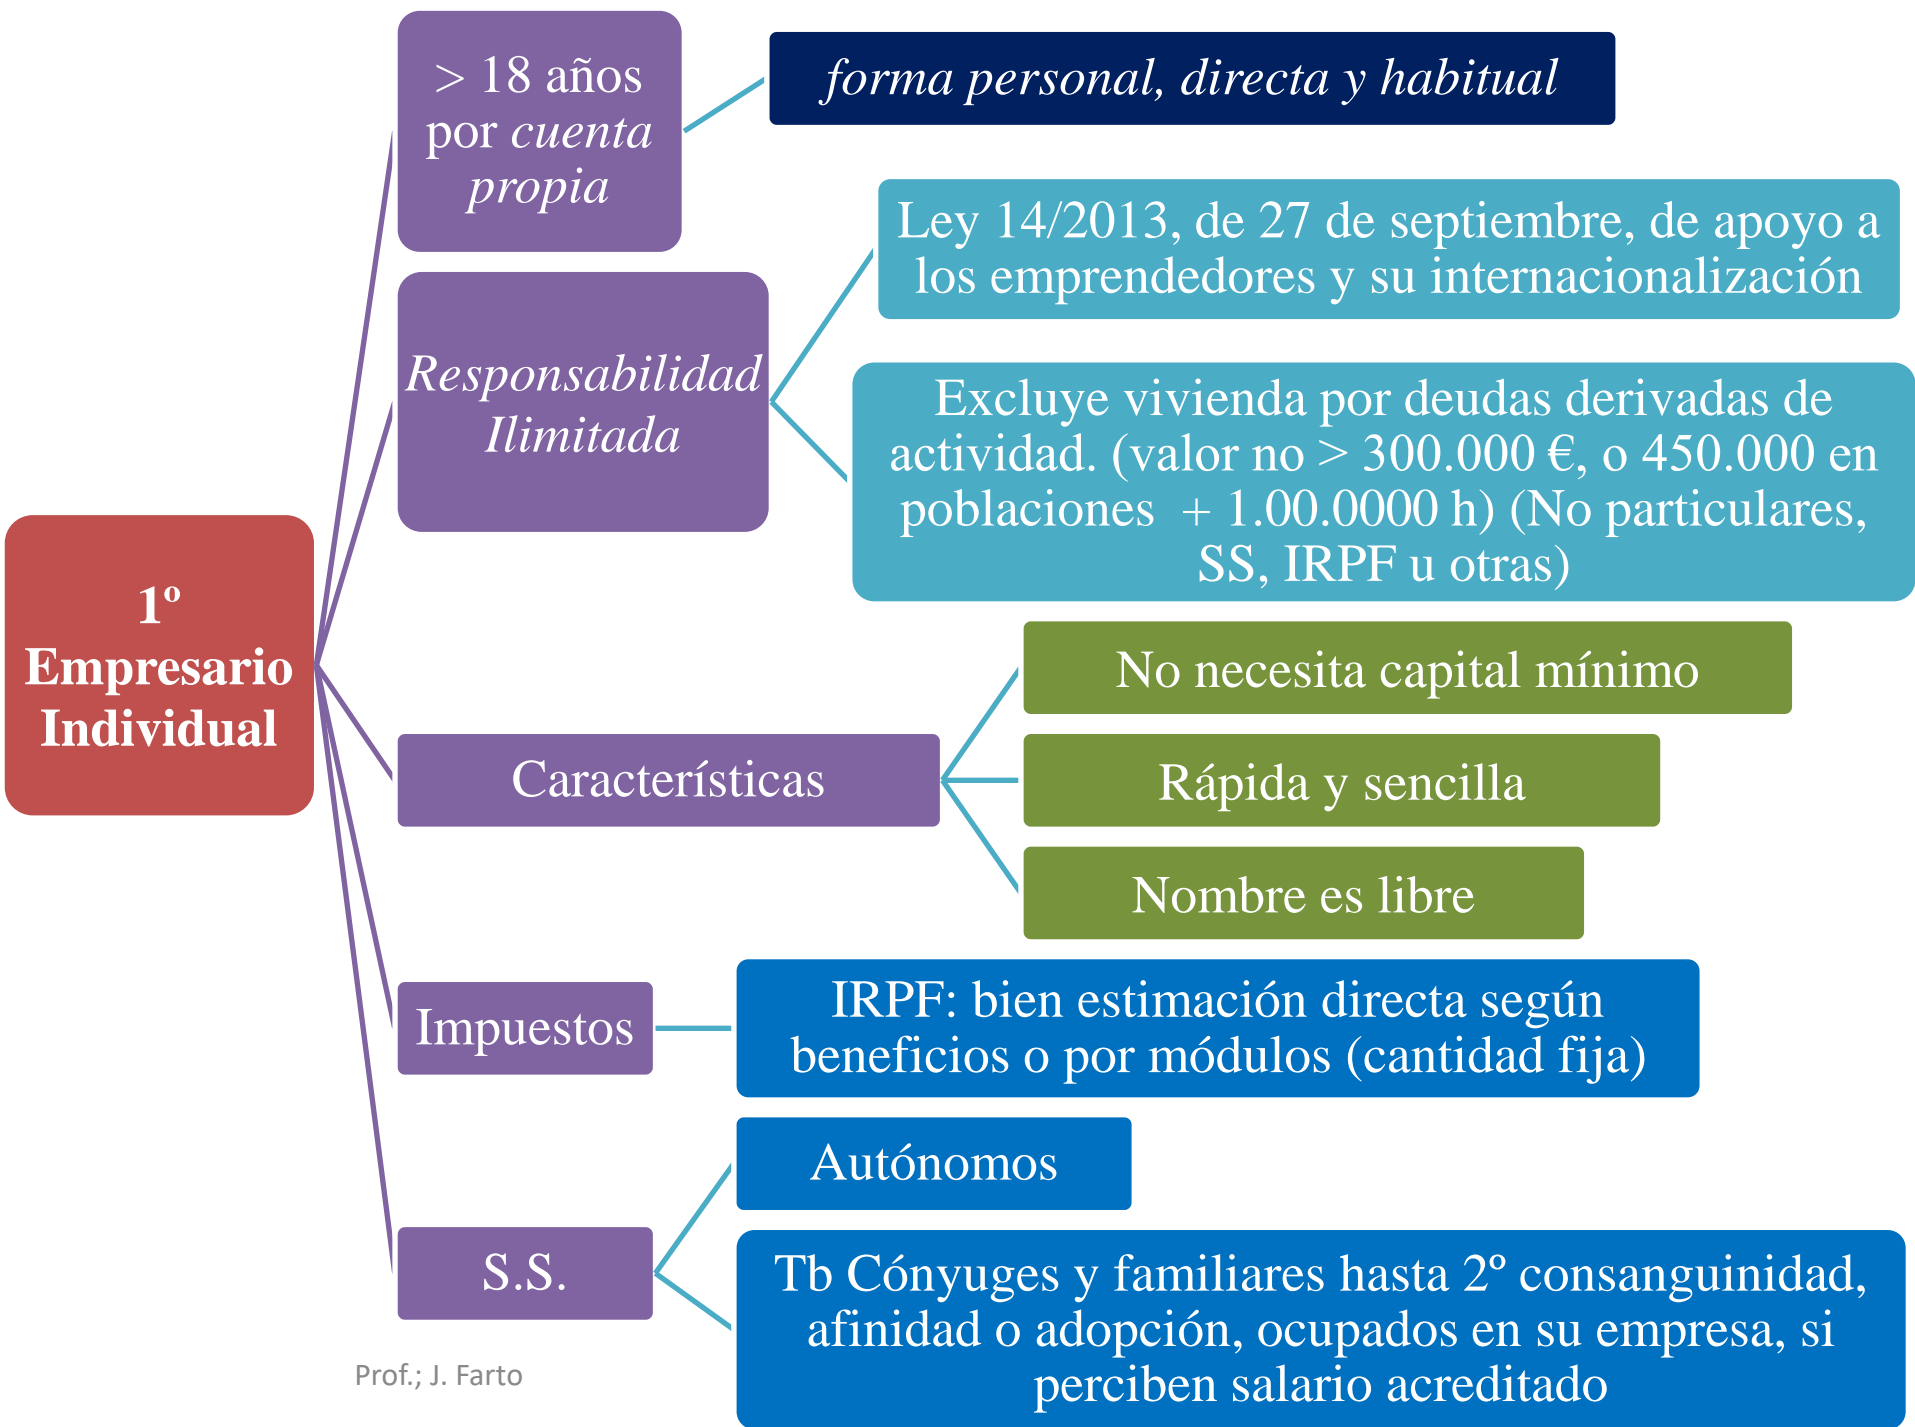 1º
Empresario
Individual
> 18 años
por cuenta
propia
forma personal, directa y habitual
Responsabilidad
Ilimitada
Ley 14/2013, de 27 de septiembre, de apoyo a
los emprendedores y su internacionalización
Excluye vivienda por deudas derivadas de
actividad. (valor no > 300.000 €, o 450.000 en
poblaciones + 1.00.0000 h) (No particulares,
SS, IRPF u otras)
Características
No necesita capital mínimo
Rápida y sencilla
Nombre es libre
Impuestos
IRPF: bien estimación directa según
beneficios o por módulos (cantidad fija)
S.S.
Autónomos
Tb Cónyuges y familiares hasta 2º consanguinidad,
afinidad o adopción, ocupados en su empresa, si
perciben salario acreditado
Prof.; J. Farto